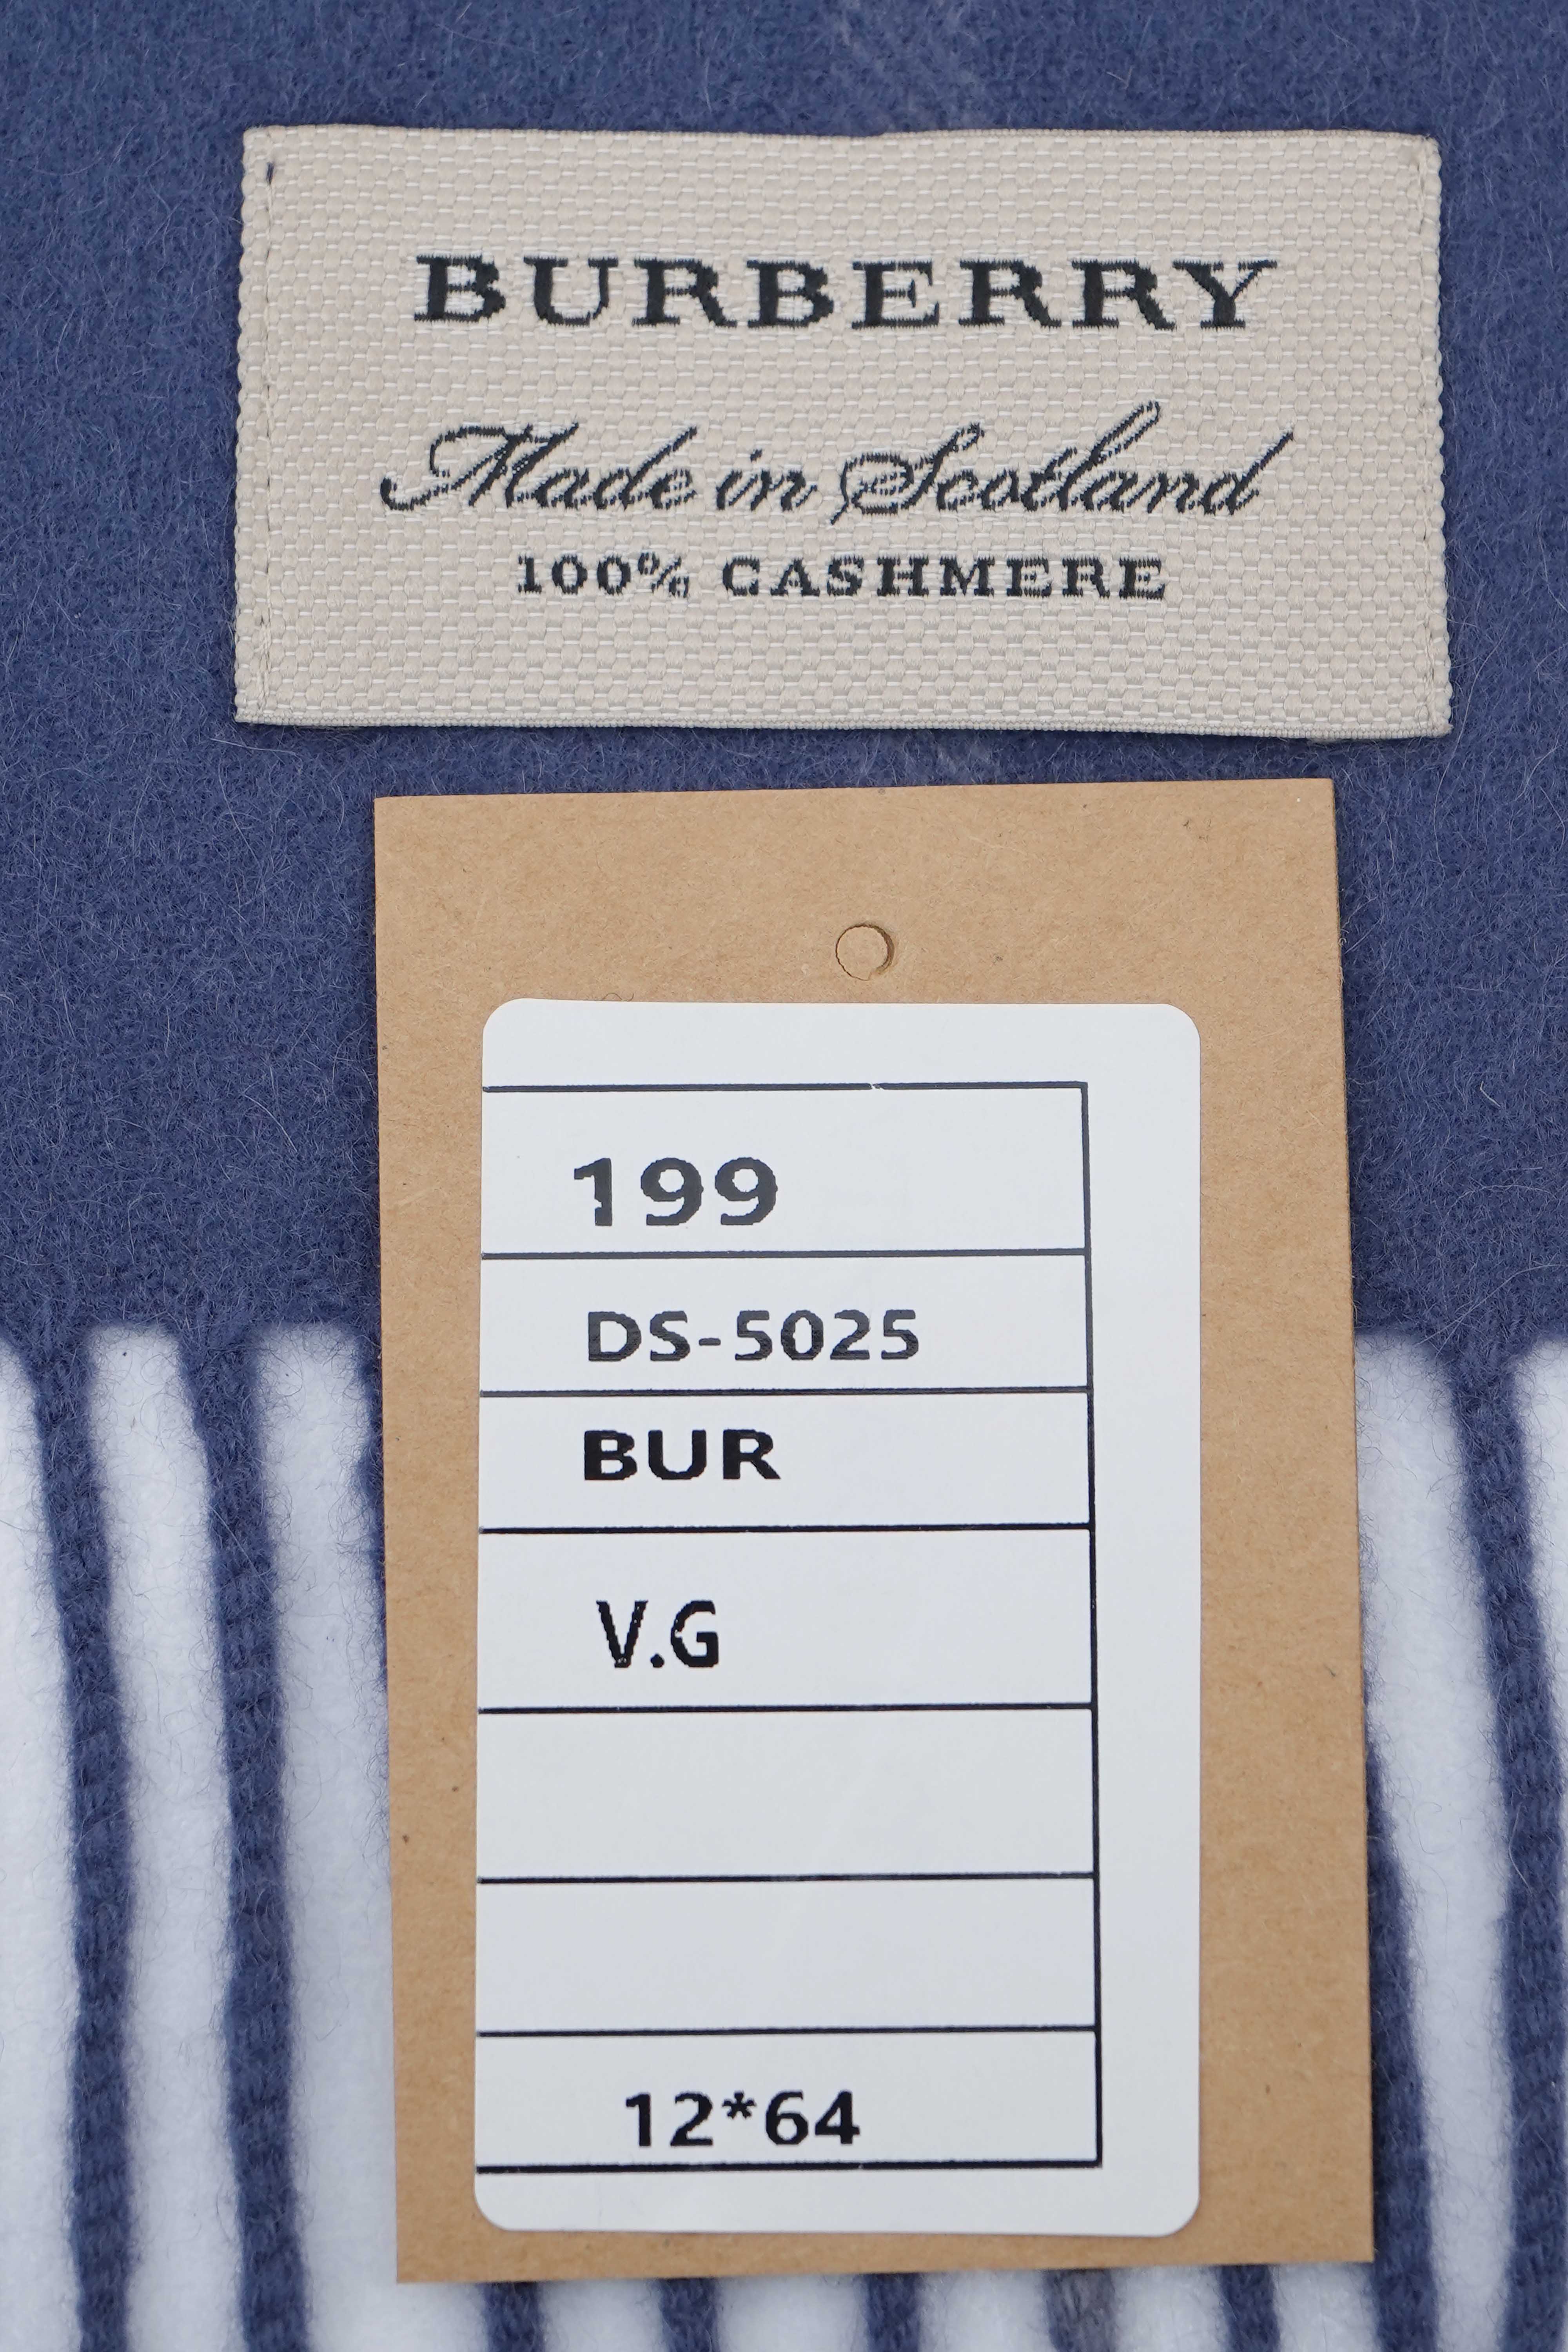 BURBERRY
Made in Scotland
100% CASHMERE
199
DS-5025
BUR
V.G
12*64